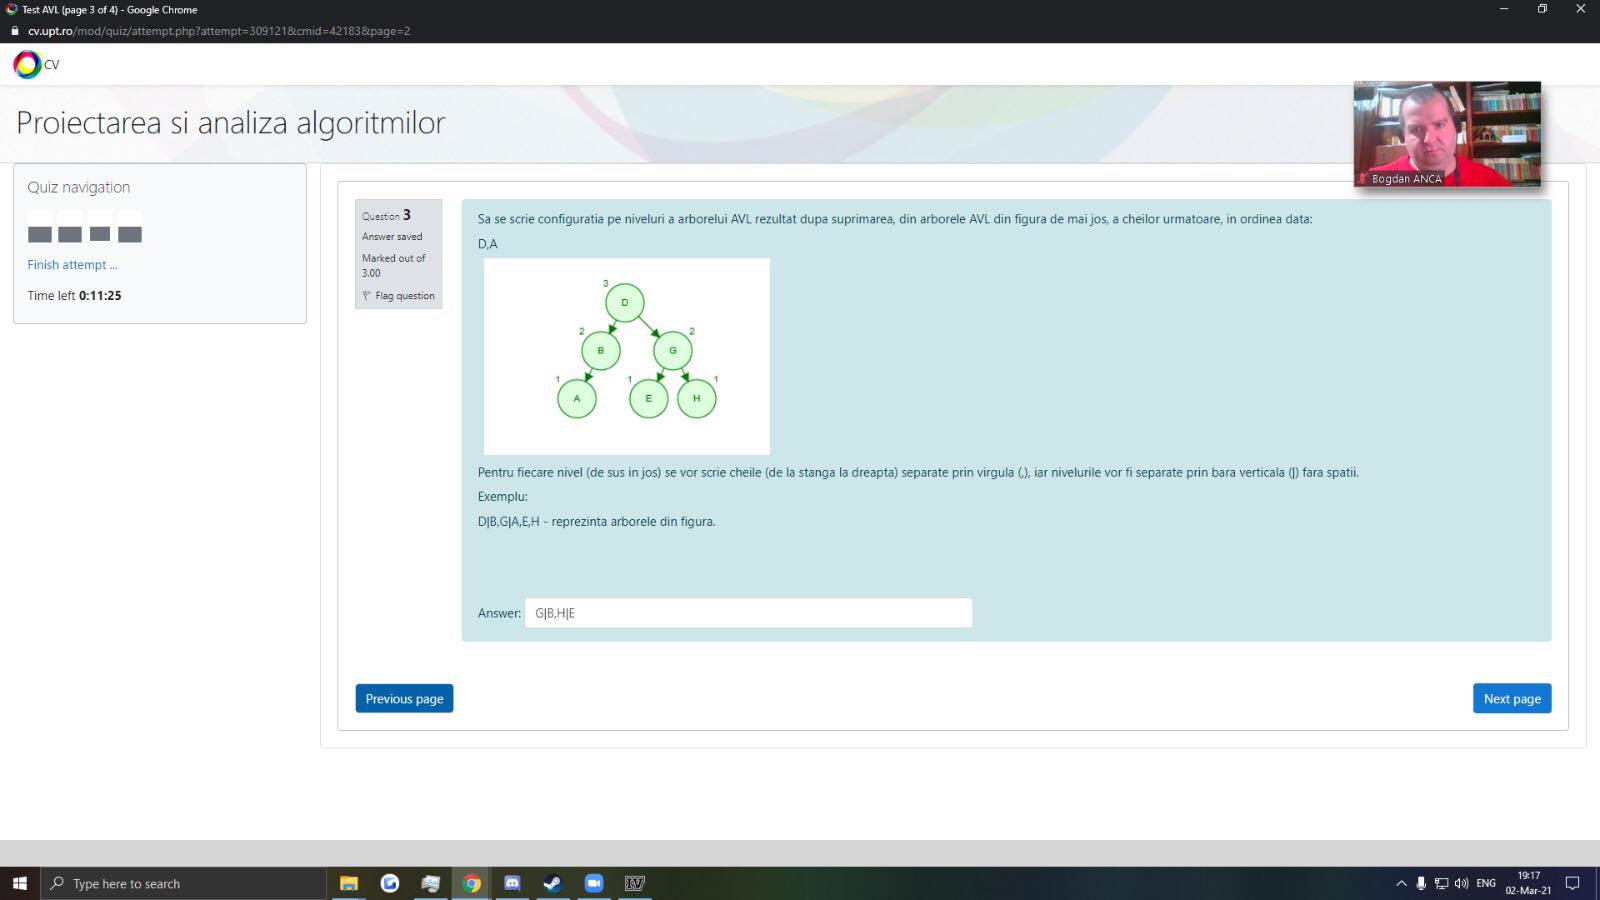 Test AVL (page 3 of 4) - Google Chrome
cv.upt.ro/mod/quiz/attempt.php?attempt=309121&cmid=42183&page=2
CV
Proiectarea si analiza algoritmilor
Bogdan ANCA
Quiz navigation
Finish attempt ...
Time left 0:11:25
Question 3
Answer saved
Marked out of
3.00
Flag question
Sa se scrie configuratia pe niveluri a arborelui AVL rezultat dupa suprimarea, din arborele AVL din figura de mai jos, a cheilor urmatoare, in ordinea data:
D,A
3
D
2 2
B G
1 1 1
A E H
Pentru fiecare nivel (de sus in jos) se vor scrie cheile (de la stanga la dreapta) separate prin virgula (,), iar nivelurile vor fi separate prin bara verticala (|) fara spatii.
Exemplu:
D|B,G|A,E,H - reprezinta arborele din figura.
Answer: G|B,H|E
Previous page
Next page
Type here to search
ENG
19:17
02-Mar-21